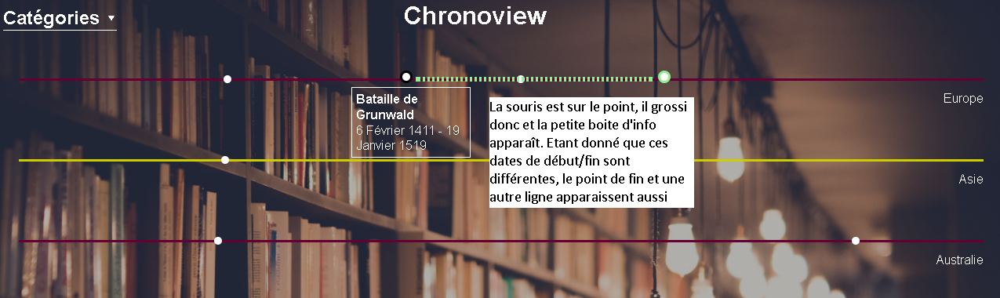 Catégories
Chronoview
Europe
Bataille de
Grunwald
6 Février 1411 - 19
Janvier 1519
La souris est sur le point, il grossi
donc et la petite boite d'info
apparaît. Etant donné que ces
dates de début/fin sont
différentes, le point de fin et une
autre ligne apparaissent aussi
Asie
Australie